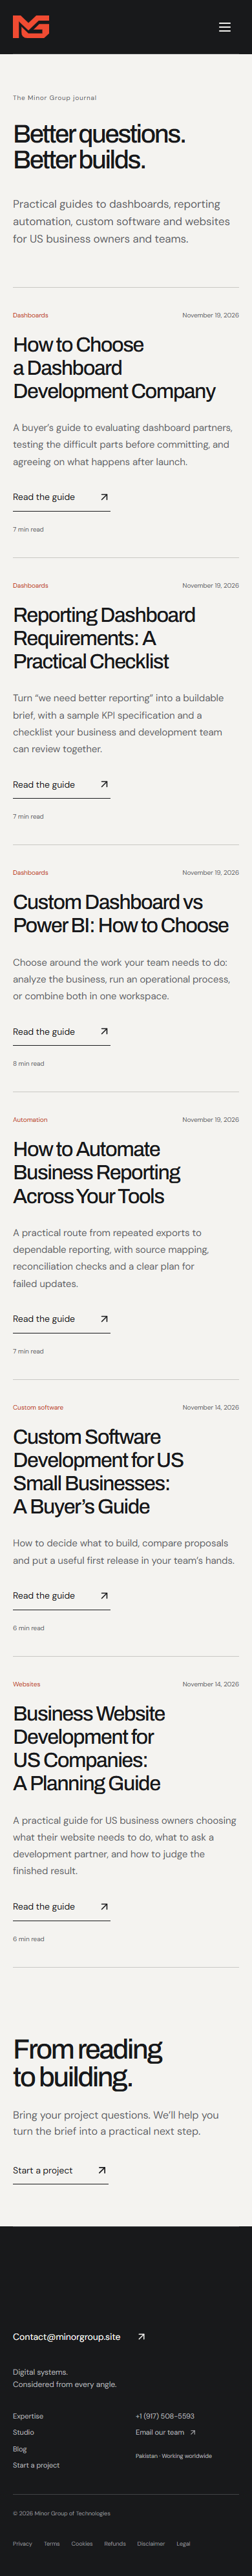 The Minor Group journal
Better questions.
Better builds.
Practical guides to dashboards, reporting
automation, custom software and websites
for US business owners and teams.
Dashboards November 19, 2026
How to Choose
a Dashboard
Development Company
A buyer’s guide to evaluating dashboard partners,
testing the difficult parts before committing, and
agreeing on what happens after launch.
Read the guide
7 min read
Dashboards November 19, 2026
Reporting Dashboard
Requirements: A
Practical Checklist
Turn “we need better reporting” into a buildable
brief, with a sample KPI specification and a
checklist your business and development team
can review together.
Read the guide
7 min read
Dashboards November 19, 2026
Custom Dashboard vs
Power BI: How to Choose
Choose around the work your team needs to do:
analyze the business, run an operational process,
or combine both in one workspace.
Read the guide
8 min read
Automation November 19, 2026
How to Automate
Business Reporting
Across Your Tools
A practical route from repeated exports to
dependable reporting, with source mapping,
reconciliation checks and a clear plan for
failed updates.
Read the guide
7 min read
Custom software November 14, 2026
Custom Software
Development for US
Small Businesses:
A Buyer’s Guide
How to decide what to build, compare proposals
and put a useful first release in your team’s hands.
Read the guide
6 min read
Websites November 14, 2026
Business Website
Development for
US Companies:
A Planning Guide
A practical guide for US business owners choosing
what their website needs to do, what to ask a
development partner, and how to judge the
finished result.
Read the guide
6 min read
From reading
to building.
Bring your project questions. We’ll help you
turn the brief into a practical next step.
Start a project
Contact@minorgroup.site
Digital systems.
Considered from every angle.
Expertise +1 (917) 508-5593
Studio Email our team
Blog Pakistan · Working worldwide
Start a project
© 2026 Minor Group of Technologies
Privacy Terms Cookies Refunds Disclaimer Legal